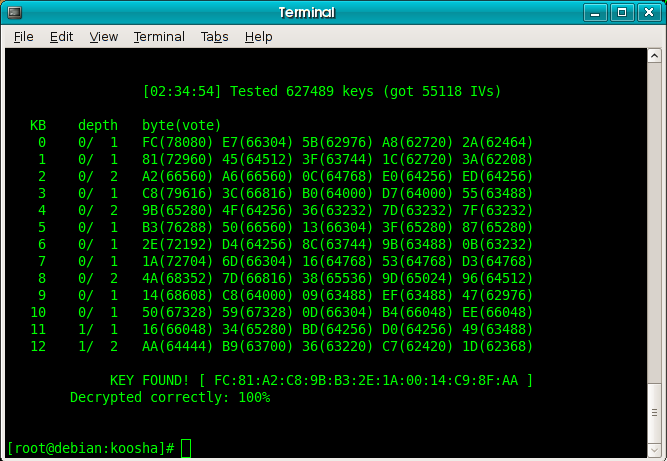 Terminal
File Edit View Terminal Tabs Help
[02:34:54] Tested 627489 keys (got 55118 IVs)
KB depth byte(vote)
0 0/ 1 FC(78080) E7(66304) 5B(62976) A8(62720) 2A(62464)
1 0/ 1 81(72960) 45(64512) 3F(63744) 1C(62720) 3A(62208)
2 0/ 2 A2(66560) A6(66560) 0C(64768) E0(64256) ED(64256)
3 0/ 1 C8(79616) 3C(66816) B0(64000) D7(64000) 55(63488)
4 0/ 2 9B(65280) 4F(64256) 36(63232) 7D(63232) 7F(63232)
5 0/ 1 B3(76288) 50(66560) 13(66304) 3F(65280) 87(65280)
6 0/ 1 2E(72192) D4(64256) 8C(63744) 9B(63488) 0B(63232)
7 0/ 1 1A(72704) 6D(66304) 16(64768) 53(64768) D3(64768)
8 0/ 2 4A(68352) 7D(66816) 38(65536) 9D(65024) 96(64512)
9 0/ 1 14(68608) C8(64000) 09(63488) EF(63488) 47(62976)
10 0/ 1 50(67328) 59(67328) 0D(66304) B4(66048) EE(66048)
11 1/ 1 16(66048) 34(65280) BD(64256) D0(64256) 49(63488)
12 1/ 2 AA(64444) B9(63700) 36(63220) C7(62420) 1D(62368)
KEY FOUND! [ FC:81:A2:C8:9B:B3:2E:1A:00:14:C9:8F:AA ]
Decrypted correctly: 100%
[root@debian:koosha]#